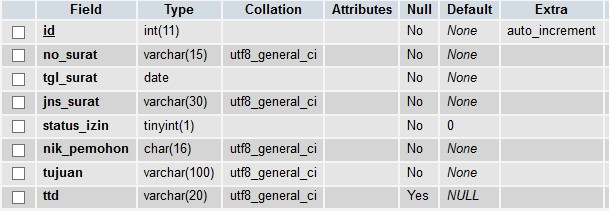 Field Type Collation Attributes Null Default Extra
id int(11) No None auto_increment
no_surat varchar(15) utf8_general_ci No None
tgl_surat date No None
jns_surat varchar(30) utf8_general_ci No None
status_izin tinyint(1) No 0
nik_pemohon char(16) utf8_general_ci No None
tujuan varchar(100) utf8_general_ci No None
ttd varchar(20) utf8_general_ci Yes NULL